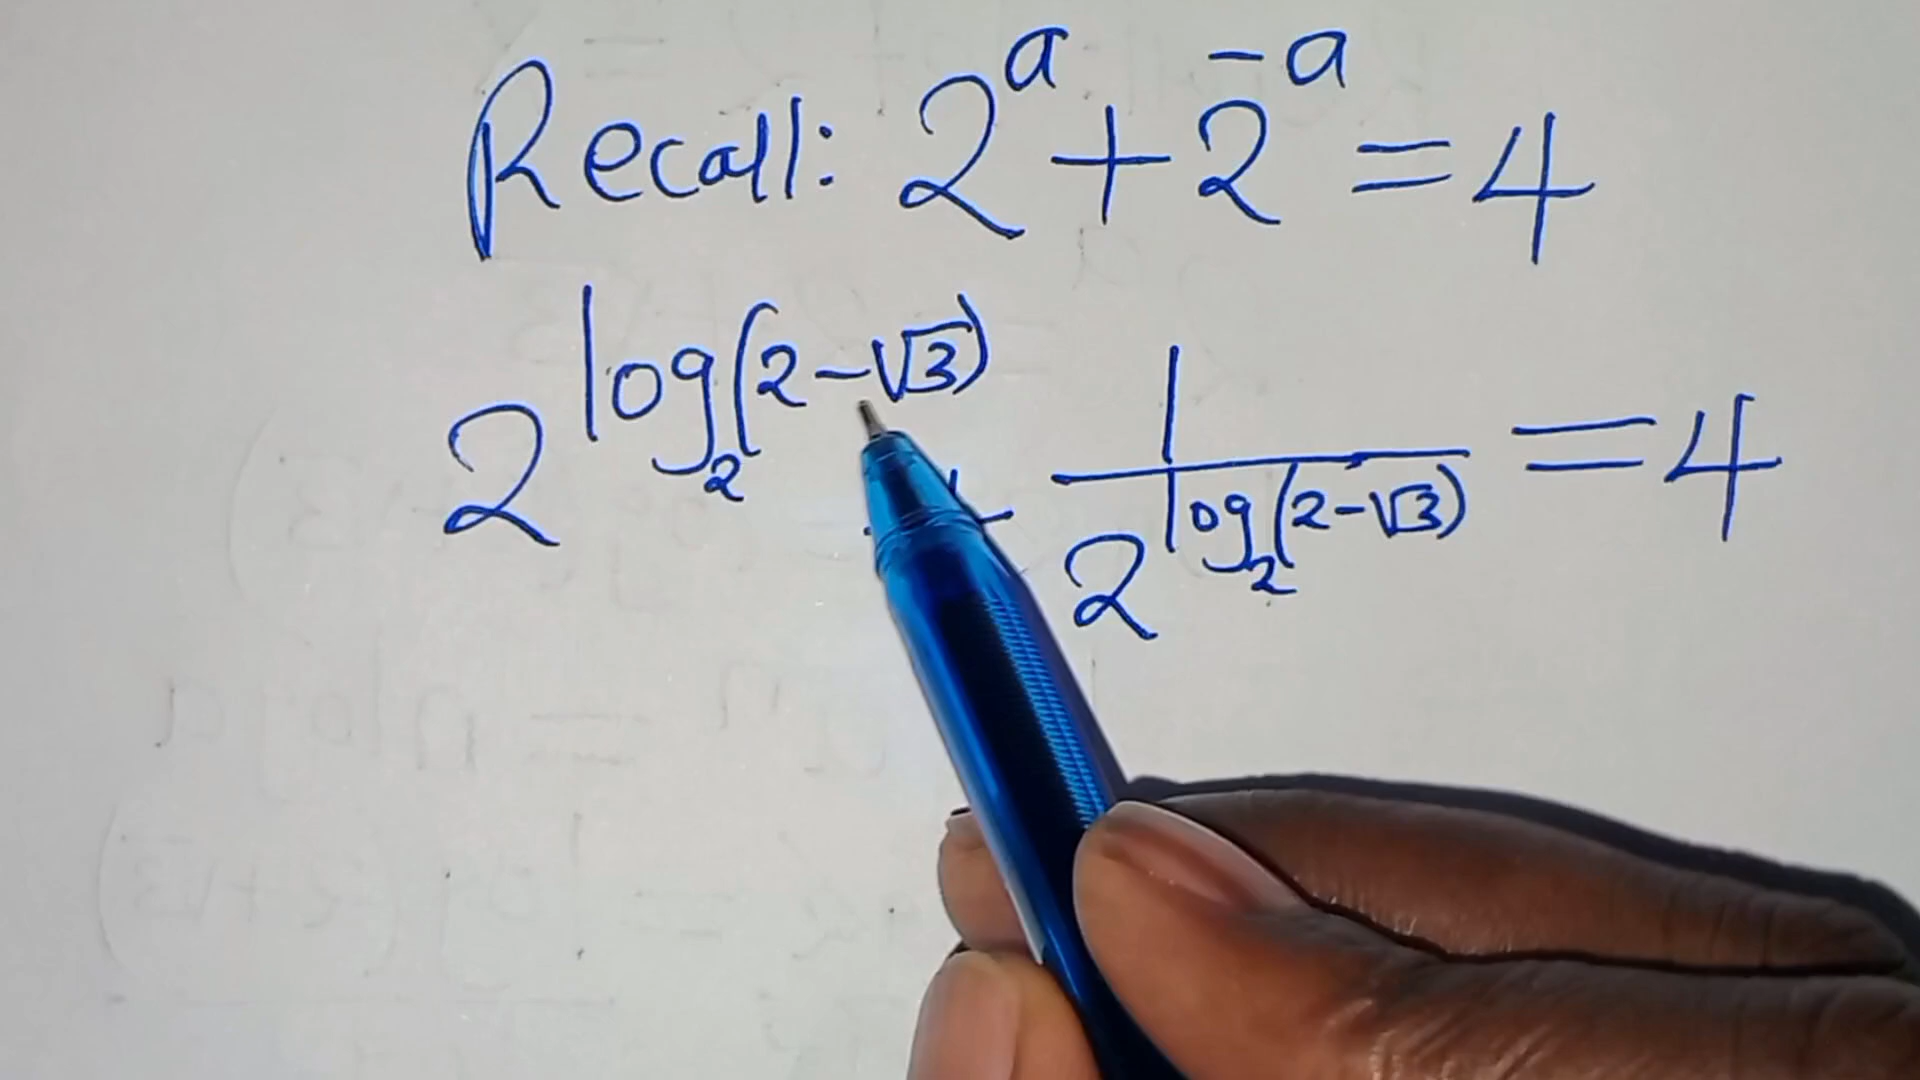 Recall: 2^a + 2^-a = 4
2^log₂(2-√3) + 1/2^log₂(2-√3) = 4